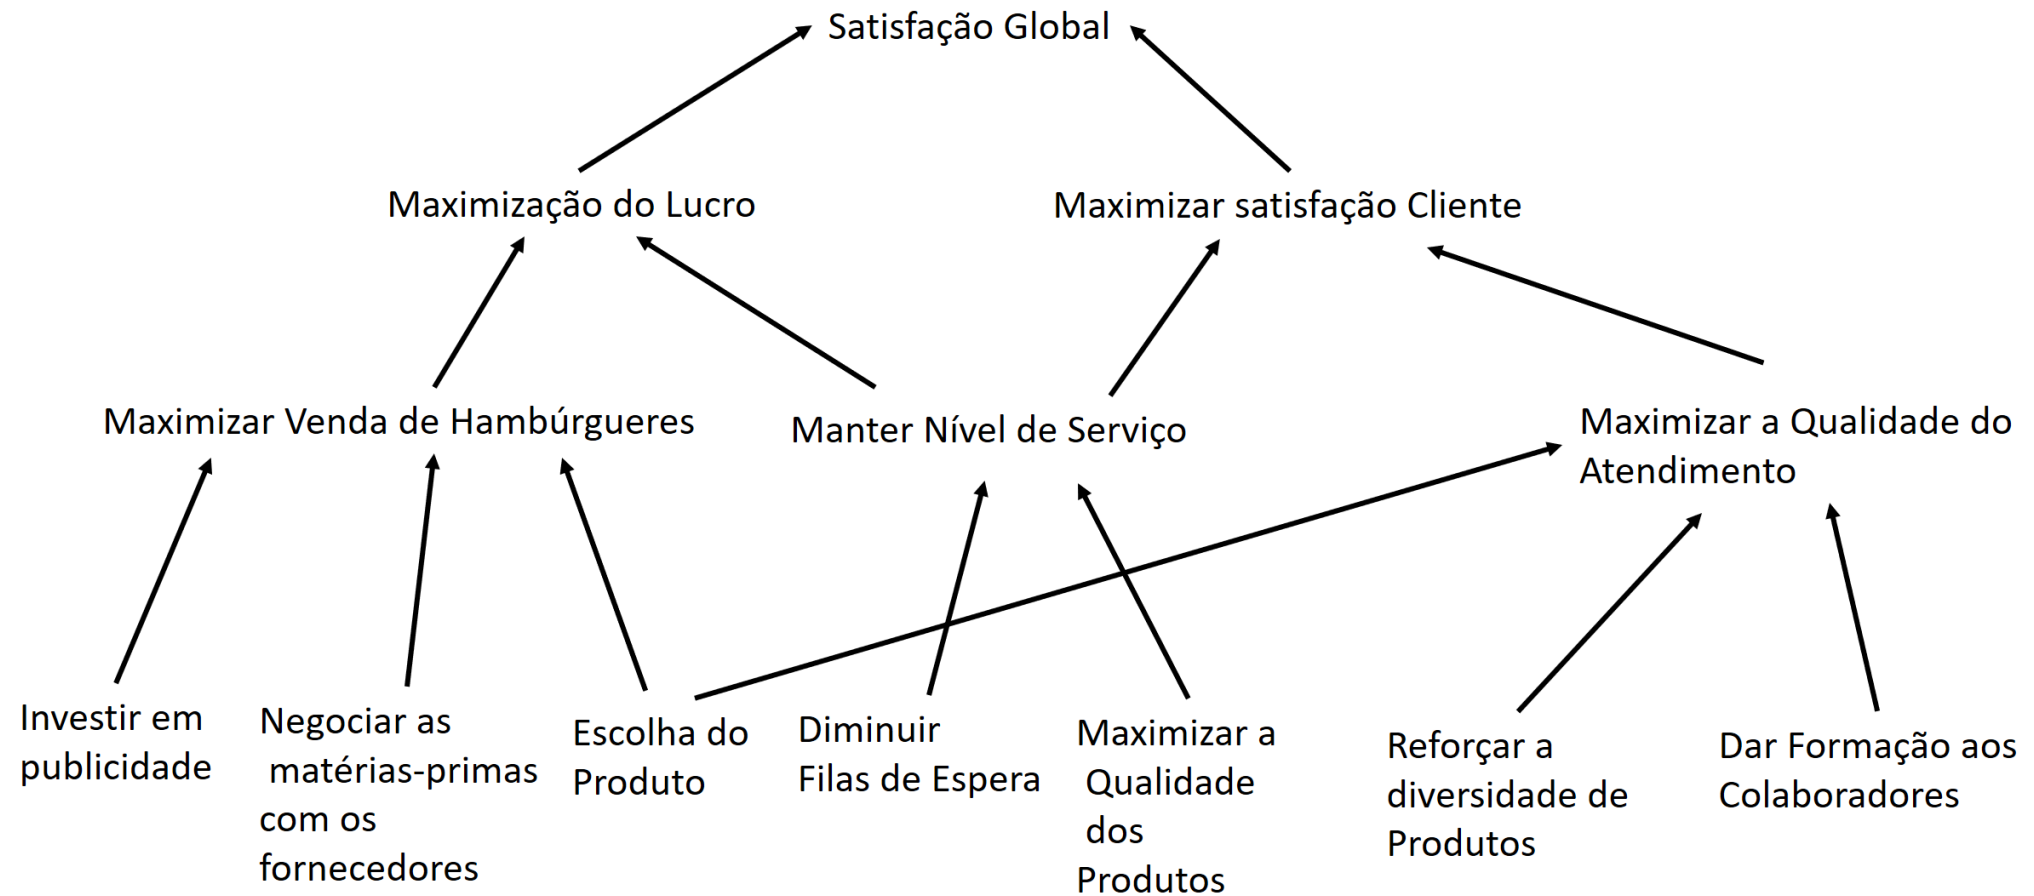 Satisfação Global
Maximização do Lucro
Maximizar satisfação Cliente
Maximizar Venda de Hambúrgueres
Manter Nível de Serviço
Maximizar a Qualidade do
Atendimento
Investir em
publicidade
Negociar as
matérias-primas
com os
fornecedores
Escolha do
Produto
Diminuir
Filas de Espera
Maximizar a
Qualidade
dos
Produtos
Reforçar a
diversidade de
Produtos
Dar Formação aos
Colaboradores